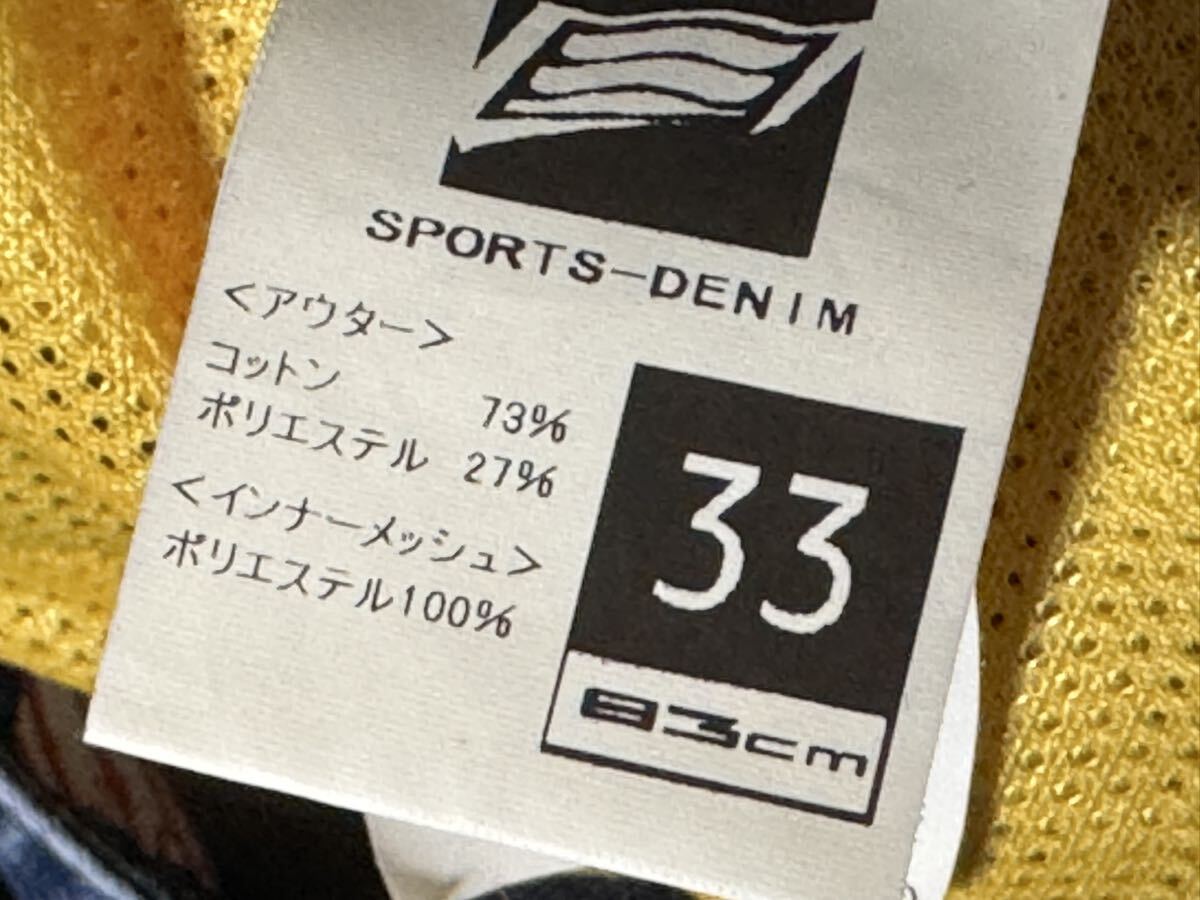 SPORTS-DENIM
<アウター>
コットン 73%
ポリエステル 27%
<インナーメッシュ>
ポリエステル100%
33
83cm